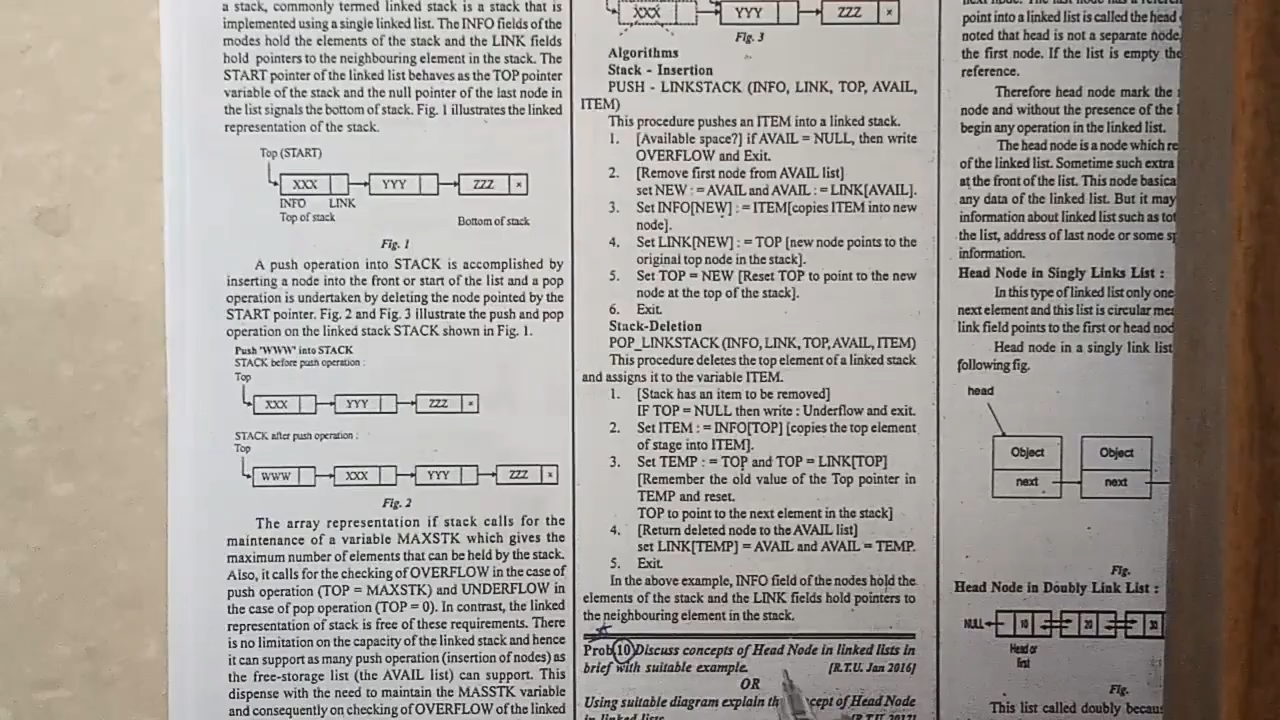 a stack, commonly termed linked stack is a stack that is
implemented using a single linked list. The INFO fields of the
modes hold the elements of the stack and the LINK fields
hold pointers to the neighbouring element in the stack. The
START pointer of the linked list behaves as the TOP pointer
variable of the stack and the null pointer of the last node in
the list signals the bottom of stack. Fig. 1 illustrates the linked
representation of the stack.
Top (START)
XXX YYY ZZZ ×
INFO LINK
Top of stack Bottom of stack
Fig. 1
A push operation into STACK is accomplished by
inserting a node into the front or start of the list and a pop
operation is undertaken by deleting the node pointed by the
START pointer. Fig. 2 and Fig. 3 illustrate the push and pop
operation on the linked stack STACK shown in Fig. 1.
Push 'WWW' into STACK
STACK before push operation :
Top
XXX YYY ZZZ ×
STACK after push operation :
Top
WWW XXX YYY ZZZ ×
Fig. 2
The array representation if stack calls for the
maintenance of a variable MAXSTK which gives the
maximum number of elements that can be held by the stack.
Also, it calls for the checking of OVERFLOW in the case of
push operation (TOP = MAXSTK) and UNDERFLOW in
the case of pop operation (TOP = 0). In contrast, the linked
representation of stack is free of these requirements. There
is no limitation on the capacity of the linked stack and hence
it can support as many push operation (insertion of nodes) as
the free-storage list (the AVAIL list) can support. This
dispense with the need to maintain the MASSTK variable
and consequently on checking of OVERFLOW of the linked
XXX YYY ZZZ ×
Fig. 3
Algorithms
Stack - Insertion
PUSH - LINKSTACK (INFO, LINK, TOP, AVAIL,
ITEM)
This procedure pushes an ITEM into a linked stack.
1. [Available space?] if AVAIL = NULL, then write
OVERFLOW and Exit.
2. [Remove first node from AVAIL list]
set NEW : = AVAIL and AVAIL : = LINK[AVAIL].
3. Set INFO[NEW] : = ITEM[copies ITEM into new
node].
4. Set LINK[NEW] : = TOP [new node points to the
original top node in the stack].
5. Set TOP = NEW [Reset TOP to point to the new
node at the top of the stack].
6. Exit.
Stack-Deletion
POP_LINKSTACK (INFO, LINK, TOP, AVAIL, ITEM)
This procedure deletes the top element of a linked stack
and assigns it to the variable ITEM.
1. [Stack has an item to be removed]
IF TOP = NULL then write : Underflow and exit.
2. Set ITEM : = INFO[TOP] [copies the top element
of stage into ITEM].
3. Set TEMP : = TOP and TOP = LINK[TOP]
[Remember the old value of the Top pointer in
TEMP and reset.
TOP to point to the next element in the stack]
4. [Return deleted node to the AVAIL list]
set LINK[TEMP] = AVAIL and AVAIL = TEMP.
5. Exit.
In the above example, INFO field of the nodes hold the
elements of the stack and the LINK fields hold pointers to
the neighbouring element in the stack.
Prob 10 Discuss concepts of Head Node in linked lists in
brief with suitable example. [R.T.U. Jan 2016]
OR
Using suitable diagram explain of Head Node
in linked lists.
point into a linked list is called the head
noted that head is not a separate node,
the first node. If the list is empty the
reference.
Therefore head node mark the
node and without the presence of the
begin any operation in the linked list.
The head node is a node which
of the linked list. Sometime such extra
at the front of the list. This node
any data of the linked list. But it may
information about linked list such as
the list, address of last node or some
information.
Head Node in Singly Links List :
In this type of linked list only one
next element and this list is circular
link field points to the first or head
Head node in a singly link list
following fig.
head
Object Object
next next
Fig.
Head Node in Doubly Link List :
NULL 10 20 30
Head or
first
Fig.
This list called doubly